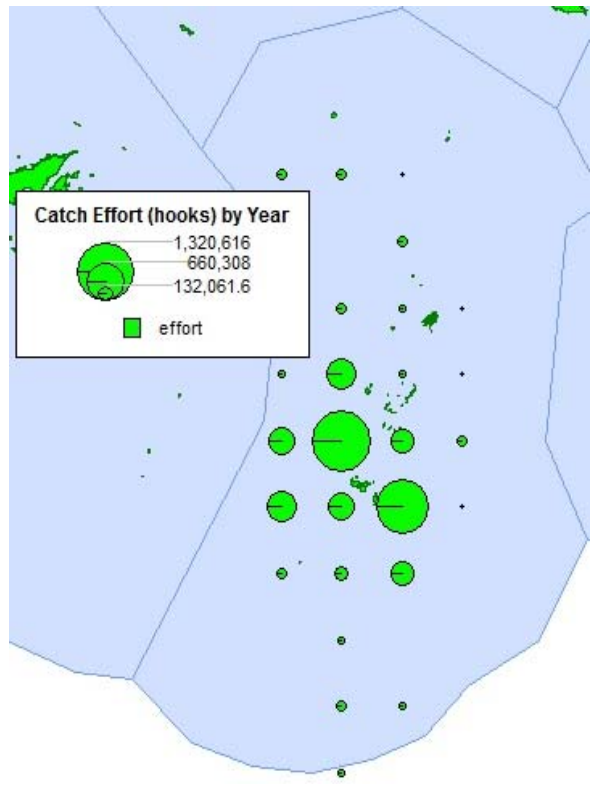 Catch Effort (hooks) by Year
1,320,616
660,308
132,061.6
effort